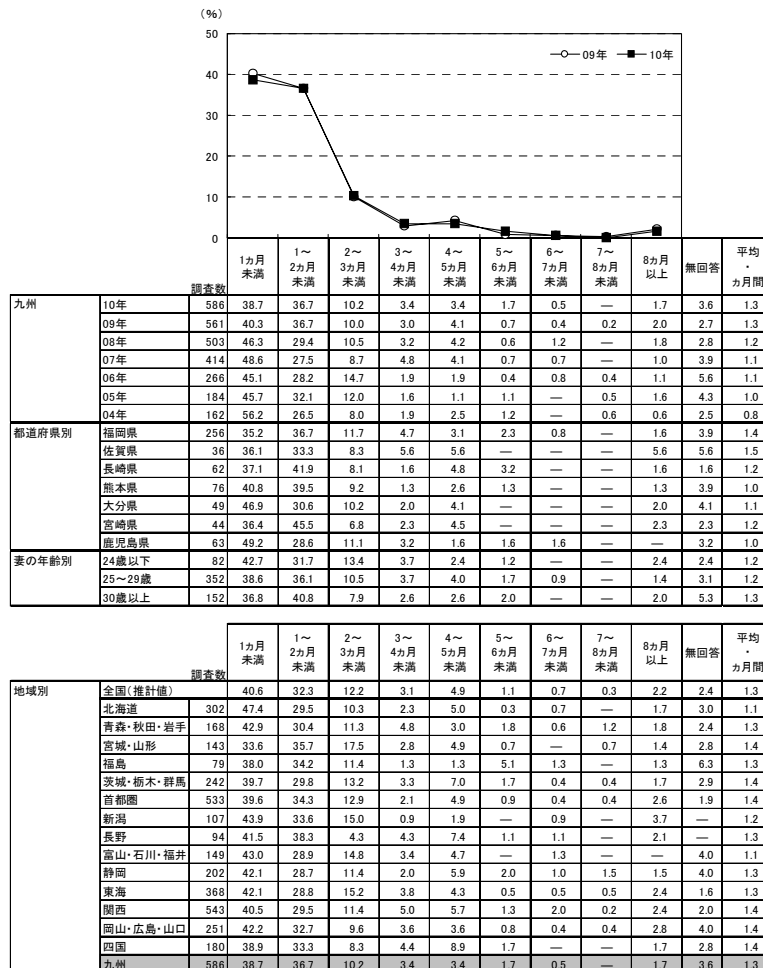 （%）
50
40
30
20
10
0
09年 10年
調査数 1ヵ月未満 1～2ヵ月未満 2～3ヵ月未満 3～4ヵ月未満 4～5ヵ月未満 5～6ヵ月未満 6～7ヵ月未満 7～8ヵ月未満 8ヵ月以上 無回答 平均・ヵ月間
九州 10年 586 38.7 36.7 10.2 3.4 3.4 1.7 0.5 — 1.7 3.6 1.3
09年 561 40.3 36.7 10.0 3.0 4.1 0.7 0.4 0.2 2.0 2.7 1.3
08年 503 46.3 29.4 10.5 3.2 4.2 0.6 1.2 — 1.8 2.8 1.2
07年 414 48.6 27.5 8.7 4.8 4.1 0.7 0.7 — 1.0 3.9 1.1
06年 266 45.1 28.2 14.7 1.9 1.9 0.4 0.8 0.4 1.1 5.6 1.1
05年 184 45.7 32.1 12.0 1.6 1.1 1.1 — 0.5 1.6 4.3 1.0
04年 162 56.2 26.5 8.0 1.9 2.5 1.2 — 0.6 0.6 2.5 0.8
都道府県別 福岡県 256 35.2 36.7 11.7 4.7 3.1 2.3 0.8 — 1.6 3.9 1.4
佐賀県 36 36.1 33.3 8.3 5.6 5.6 — — — 5.6 5.6 1.5
長崎県 62 37.1 41.9 8.1 1.6 4.8 3.2 — — 1.6 1.6 1.2
熊本県 76 40.8 39.5 9.2 1.3 2.6 1.3 — — 1.3 3.9 1.0
大分県 49 46.9 30.6 10.2 2.0 4.1 — — — 2.0 4.1 1.1
宮崎県 44 36.4 45.5 6.8 2.3 4.5 — — — 2.3 2.3 1.2
鹿児島県 63 49.2 28.6 11.1 3.2 1.6 1.6 1.6 — — 3.2 1.0
妻の年齢別 24歳以下 82 42.7 31.7 13.4 3.7 2.4 1.2 — — 2.4 2.4 1.2
25～29歳 352 38.6 36.1 10.5 3.7 4.0 1.7 0.9 — 1.4 3.1 1.2
30歳以上 152 36.8 40.8 7.9 2.6 2.6 2.0 — — 2.0 5.3 1.3
調査数 1ヵ月未満 1～2ヵ月未満 2～3ヵ月未満 3～4ヵ月未満 4～5ヵ月未満 5～6ヵ月未満 6～7ヵ月未満 7～8ヵ月未満 8ヵ月以上 無回答 平均・ヵ月間
地域別 全国（推計値） 40.6 32.3 12.2 3.1 4.9 1.1 0.7 0.3 2.2 2.4 1.3
北海道 302 47.4 29.5 10.3 2.3 5.0 0.3 0.7 — 1.7 3.0 1.1
青森・秋田・岩手 168 42.9 30.4 11.3 4.8 3.0 1.8 0.6 1.2 1.8 2.4 1.3
宮城・山形 143 33.6 35.7 17.5 2.8 4.9 0.7 — 0.7 1.4 2.8 1.4
福島 79 38.0 34.2 11.4 1.3 1.3 5.1 1.3 — 1.3 6.3 1.3
茨城・栃木・群馬 242 39.7 29.8 13.2 3.3 7.0 1.7 0.4 0.4 1.7 2.9 1.4
首都圏 533 39.6 34.3 12.9 2.1 4.9 0.9 0.4 0.4 2.6 1.9 1.4
新潟 107 43.9 33.6 15.0 0.9 1.9 — 0.9 — 3.7 — 1.2
長野 94 41.5 38.3 4.3 4.3 7.4 1.1 1.1 — 2.1 — 1.3
富山・石川・福井 149 43.0 28.9 14.8 3.4 4.7 — 1.3 — — 4.0 1.1
静岡 202 42.1 28.7 11.4 2.0 5.9 2.0 1.0 1.5 1.5 4.0 1.3
東海 368 42.1 28.8 15.2 3.8 4.3 0.5 0.5 0.5 2.4 1.6 1.3
関西 543 40.5 29.5 11.4 5.0 5.7 1.3 2.0 0.2 2.4 2.0 1.4
岡山・広島・山口 251 42.2 32.7 9.6 3.6 3.6 0.8 0.4 0.4 2.8 4.0 1.4
四国 180 38.9 33.3 8.3 4.4 8.9 1.7 — — 1.7 2.8 1.4
九州 586 38.7 36.7 10.2 3.4 3.4 1.7 0.5 — 1.7 3.6 1.3